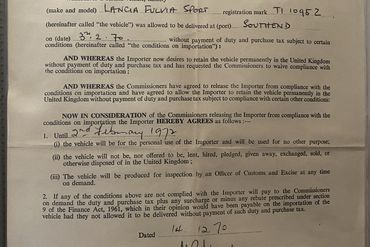 (make and model) LANCIA FULVIA SPORT registration mark TI 10952
(hereinafter called "the vehicle") was allowed to be delivered at (port) SOUTHEND
on (date) 3rd. 2. 70. without payment of duty and purchase tax subject to certain
conditions (hereinafter called "the conditions on importation") :
AND WHEREAS the Importer now desires to retain the vehicle permanently in the United Kingdom
without payment of duty and purchase tax and has requested the Commissioners to waive compliance with
the conditions on importation ;
AND WHEREAS the Commissioners have agreed to release the Importer from compliance with the
conditions on importation and have agreed to allow the Importer to retain the vehicle permanently in the
United Kingdom without payment of duty and purchase tax subject to compliance with certain other conditions:
NOW IN CONSIDERATION of the Commissioners releasing the Importer from compliance with the
conditions on importation the Importer HEREBY AGREES as follows :—
1. Until 2nd February 1972
(i) the vehicle will be for the personal use of the Importer and will be used for no other purpose;
(ii) the vehicle will not be, nor offered to be, lent, hired, pledged, given away, exchanged, sold, or
otherwise disposed of in the United Kingdom ;
(iii) The vehicle will be produced for inspection by an Officer of Customs and Excise at any time
on demand.
2. If any of the conditions above are not complied with the Importer will pay to the Commissioners
on demand the duty and purchase tax plus any surcharge or minus any rebate prescribed under section
9 of the Finance Act, 1961, which in their opinion would have been payable on the importation of the
vehicle had they not allowed it to be delivered without payment of such duty and purchase tax.
Dated 14. 12. 70